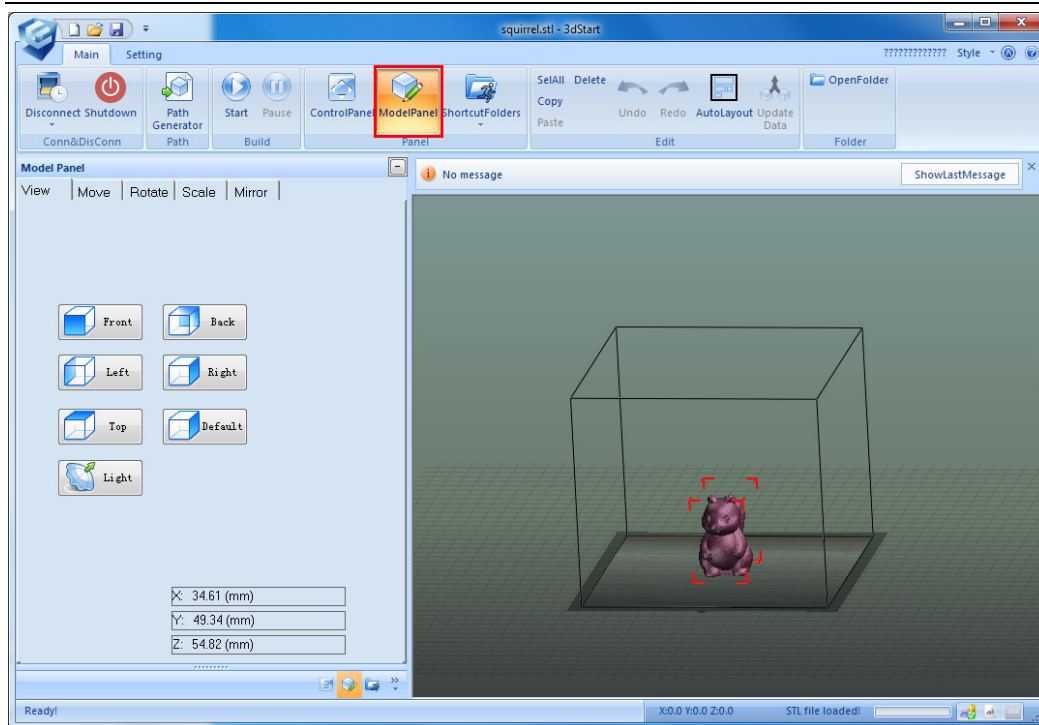 squirrel.stl - 3dStart
Main Setting
????????????? Style
Disconnect Shutdown Path Generator Start Pause ControlPanel ModelPanel ShortcutFolders SelAll Delete Copy Paste Undo Redo AutoLayout Update Data OpenFolder
Conn&DisConn Path Build Panel Edit Folder
Model Panel
No message
ShowLastMessage
View Move Rotate Scale Mirror
Front Back
Left Right
Top Default
Light
X: 34.61 (mm)
Y: 49.34 (mm)
Z: 54.82 (mm)
Ready!
X:0.0 Y:0.0 Z:0.0
STL file loaded!